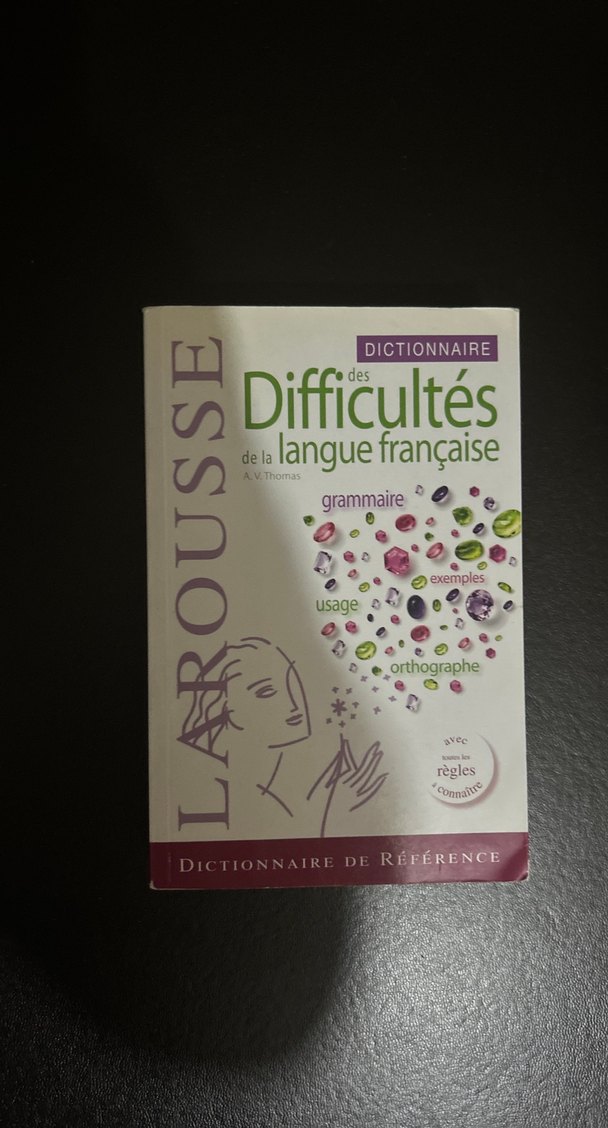 LAROUSSE
DICTIONNAIRE
des
Difficultés
de la langue française
A. V. Thomas
grammaire
exemples
usage
orthographe
avec
toutes les
règles
à connaître
DICTIONNAIRE DE RÉFÉRENCE